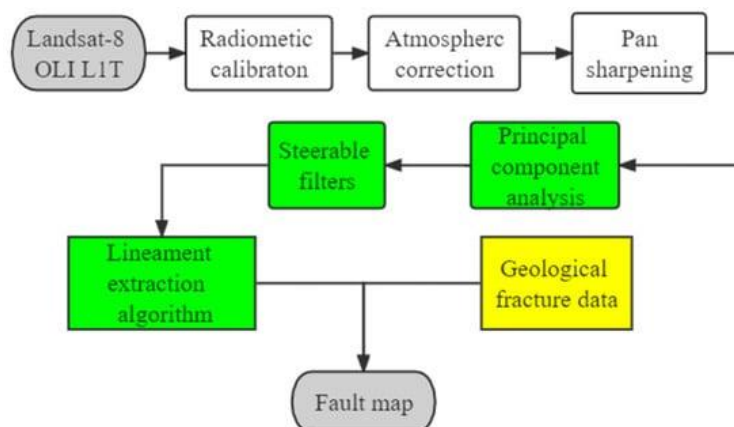 Landsat-8
OLI L1T
Radiometic
calibraton
Atmospherc
correction
Pan
sharpening
Steerable
filters
Principal
component
analysis
Lineament
extraction
algorithm
Geological
fracture data
Fault map